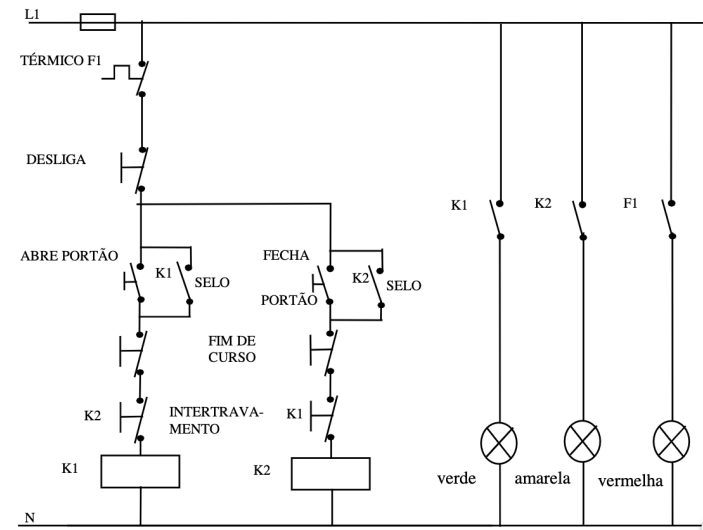 L1
TÉRMICO F1
DESLIGA
K1
K2
F1
ABRE PORTÃO
K1
SELO
FECHA
PORTÃO
K2
SELO
FIM DE
CURSO
K2
INTERTRAVA-
MENTO
K1
K1
K2
verde
amarela
vermelha
N